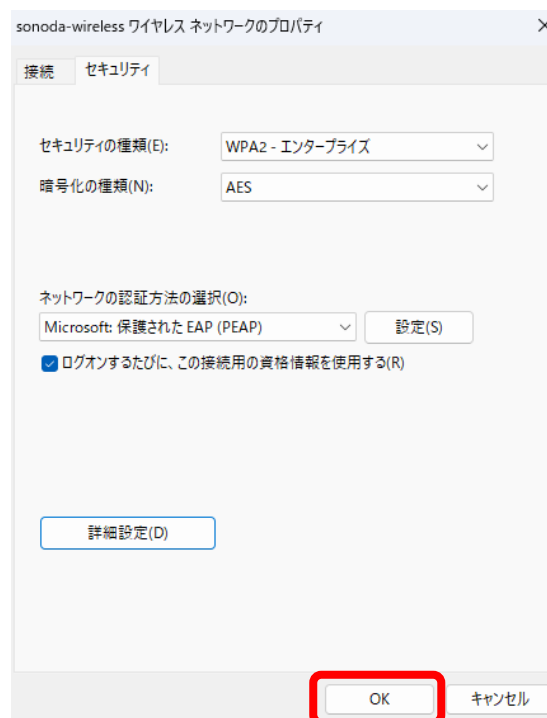 sonoda-wireless ワイヤレス ネットワークのプロパティ
接続 セキュリティ
セキュリティの種類(E): WPA2 - エンタープライズ
暗号化の種類(N): AES
ネットワークの認証方法の選択(O):
Microsoft: 保護された EAP (PEAP) 設定(S)
ログオンするたびに、この接続用の資格情報を使用する(R)
詳細設定(D)
OK キャンセル